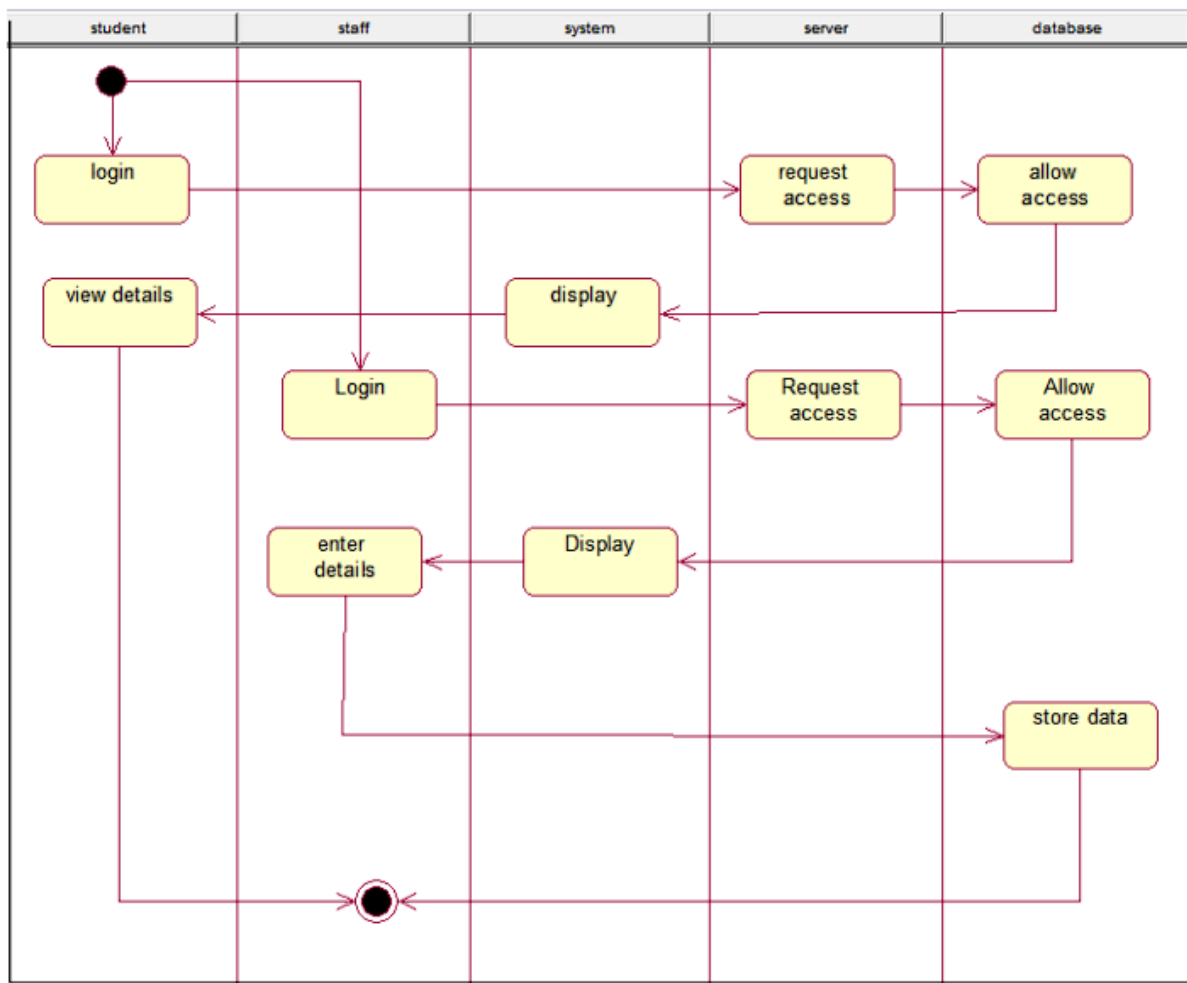 student
staff
system
server
database
login
request
access
allow
access
view details
display
Login
Request
access
Allow
access
enter
details
Display
store data